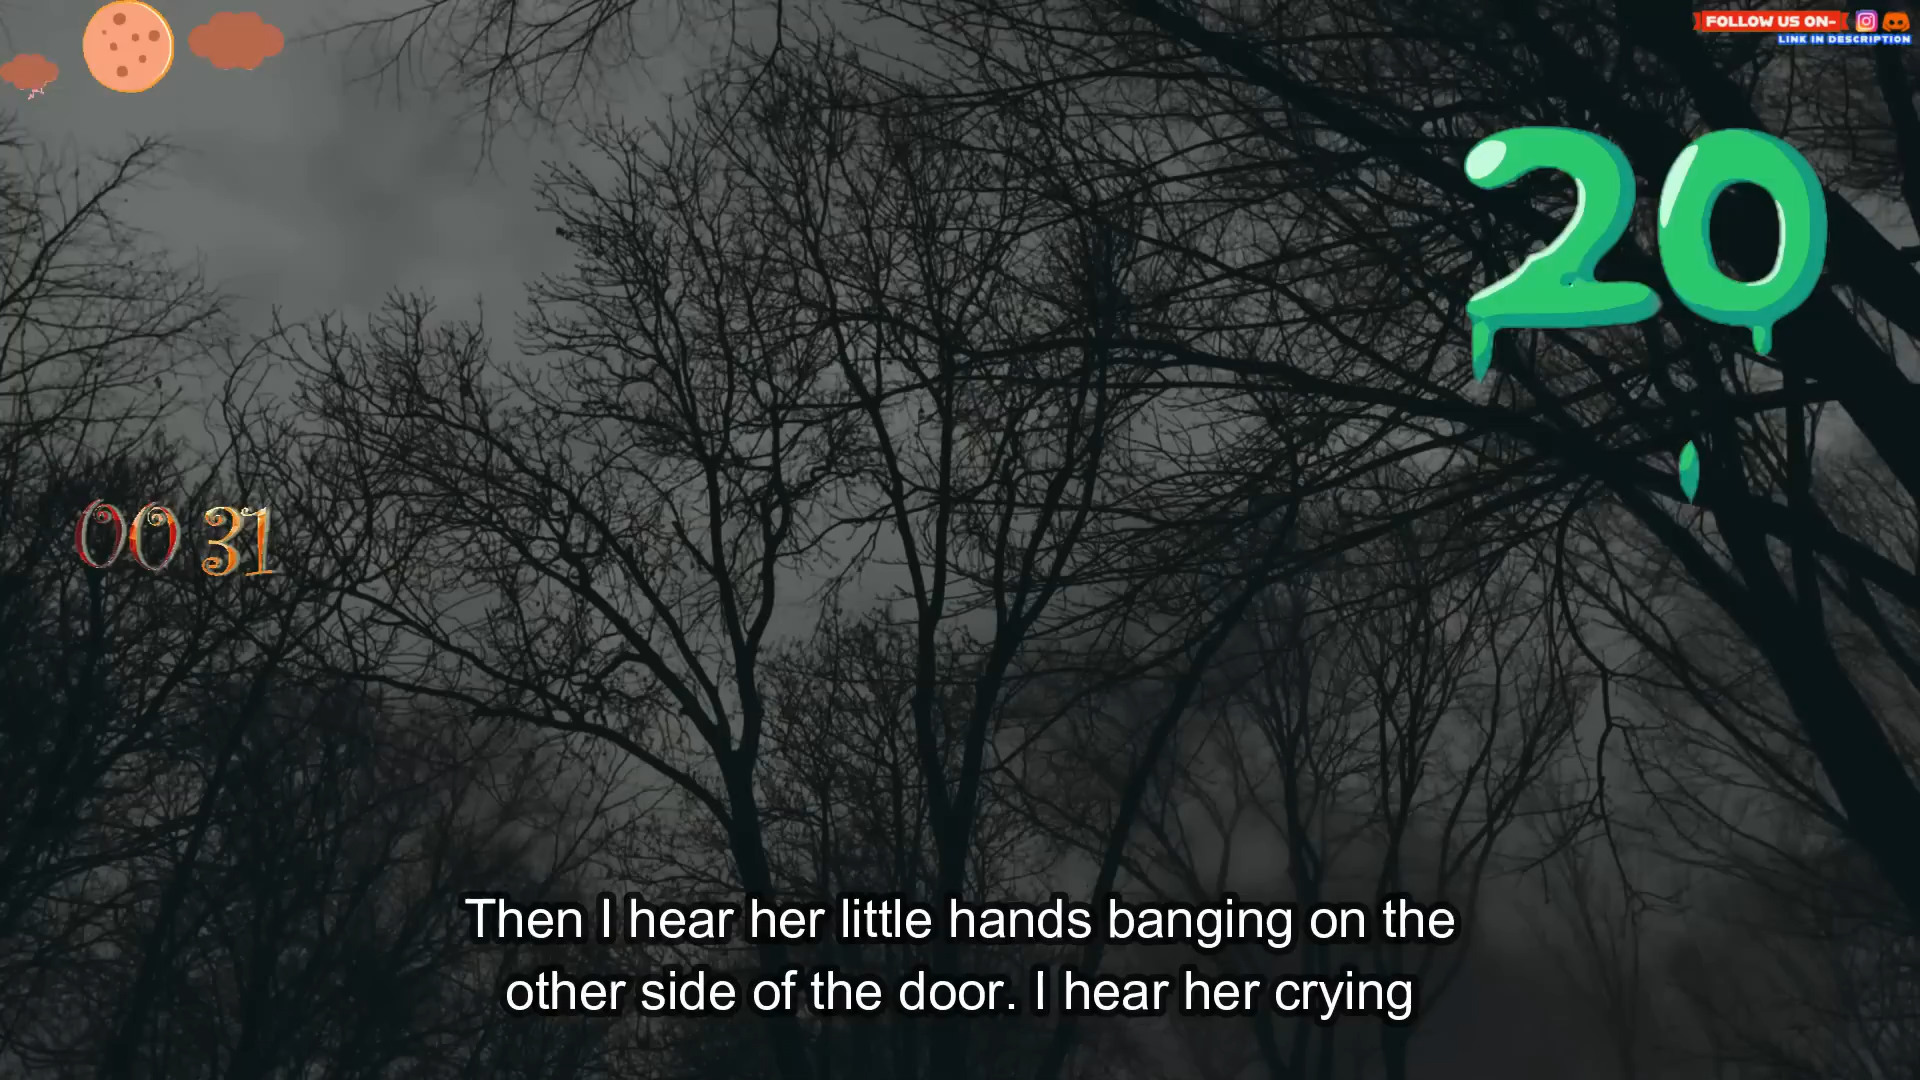 FOLLOW US ON-
LINK IN DESCRIPTION
20
00 31
Then I hear her little hands banging on the
other side of the door. I hear her crying